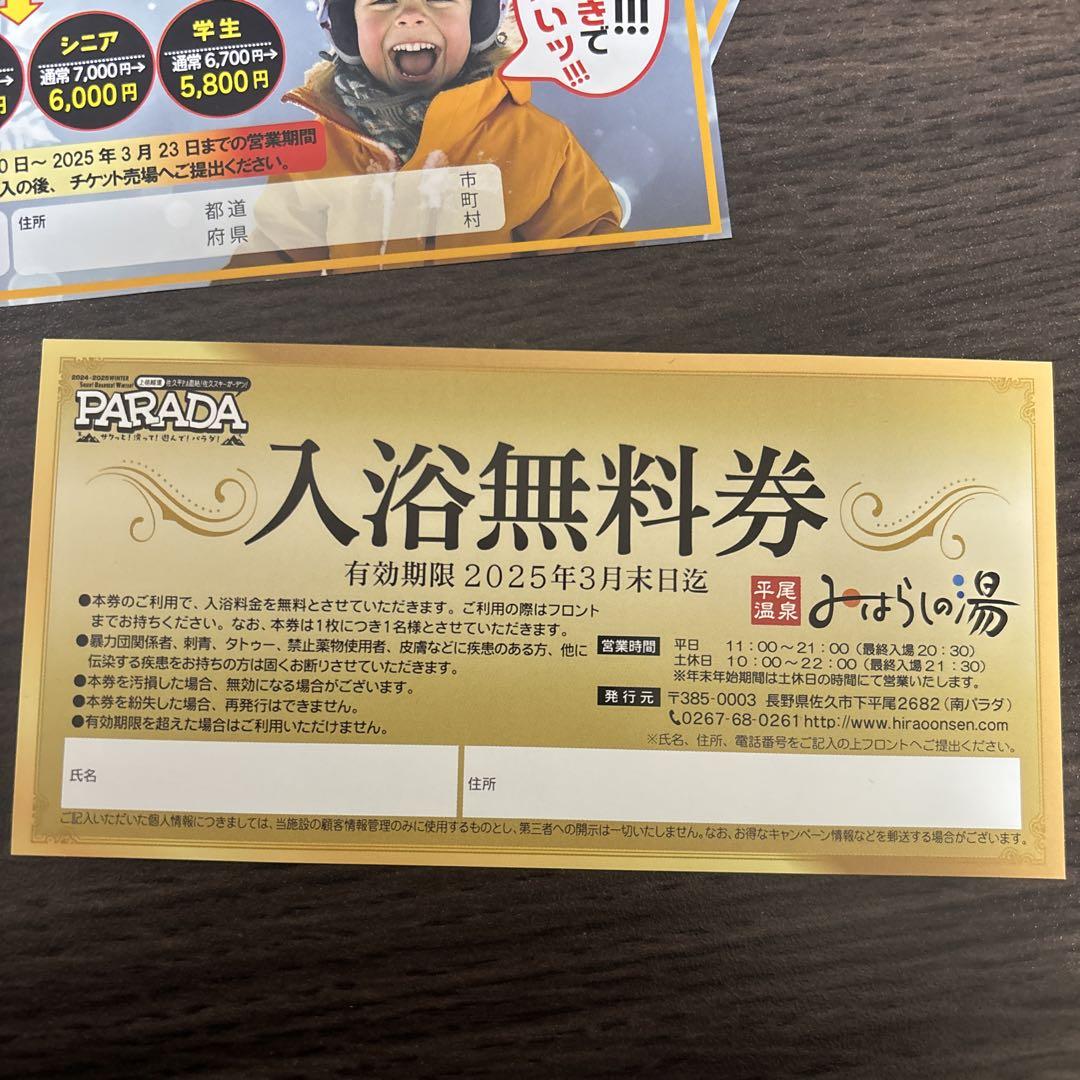 シニア
通常 7,000円→
6,000円
学生
通常 6,700円→
5,800円
!!!
きで
いッ!!!
0日～2025年3月23日までの営業期間
入の後、チケット売場へご提出ください。
住所
都道
府県
市
町
村
2024-2025 WINTER
PARADA
サクッと!滑って!遊んで!パラダ!
入浴無料券
有効期限 2025年3月末日迄
平尾
温泉
みはらしの湯
●本券のご利用で、入浴料金を無料とさせていただきます。ご利用の際はフロント
までお持ちください。なお、本券は1枚につき1名様とさせていただきます。
●暴力団関係者、刺青、タトゥー、禁止薬物使用者、皮膚などに疾患のある方、他に
伝染する疾患をお持ちの方は固くお断りさせていただきます。
●本券を汚損した場合、無効になる場合がございます。
●本券を紛失した場合、再発行はできません。
●有効期限を超えた場合はご利用いただけません。
営業時間
平日 11:00～21:00（最終入場20:30）
土休日 10:00～22:00（最終入場21:30）
※年末年始期間は土休日の時間にて営業いたします。
発行元
〒385-0003 長野県佐久市下平尾2682（南パラダ）
0267-68-0261 http://www.hiraoonsen.com
※氏名、住所、電話番号をご記入の上フロントへご提出ください。
氏名
住所
ご記入いただいた個人情報につきましては、当施設の顧客情報管理のみに使用するものとし、第三者への開示は一切いたしません。なお、お得なキャンペーン情報などを郵送する場合がございます。